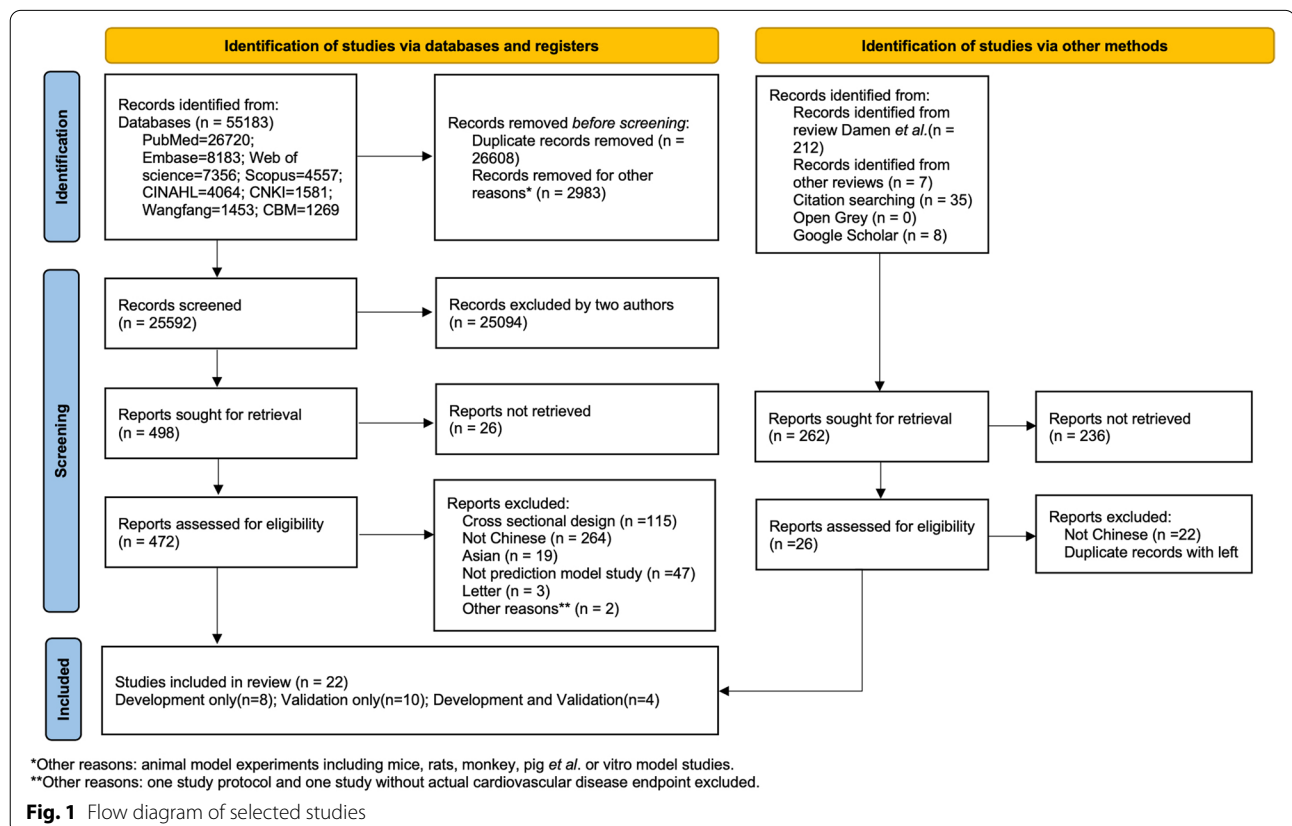 Identification of studies via databases and registers
Identification of studies via other methods
Identification
Records identified from:
Databases (n = 55183)
PubMed=26720;
Embase=8183; Web of
science=7356; Scopus=4557;
CINAHL=4064; CNKI=1581;
Wangfang=1453; CBM=1269
Records removed before screening:
Duplicate records removed (n =
26608)
Records removed for other
reasons* (n = 2983)
Records identified from:
Records identified from
review Damen et al.(n =
212)
Records identified from
other reviews (n = 7)
Citation searching (n = 35)
Open Grey (n = 0)
Google Scholar (n = 8)
Screening
Records screened
(n = 25592)
Records excluded by two authors
(n = 25094)
Reports sought for retrieval
(n = 498)
Reports not retrieved
(n = 26)
Reports sought for retrieval
(n = 262)
Reports not retrieved
(n = 236)
Reports assessed for eligibility
(n = 472)
Reports excluded:
Cross sectional design (n =115)
Not Chinese (n = 264)
Asian (n = 19)
Not prediction model study (n =47)
Letter (n = 3)
Other reasons** (n = 2)
Reports assessed for eligibility
(n =26)
Reports excluded:
Not Chinese (n =22)
Duplicate records with left
Included
Studies included in review (n = 22)
Development only(n=8); Validation only(n=10); Development and Validation(n=4)
*Other reasons: animal model experiments including mice, rats, monkey, pig et al. or vitro model studies.
**Other reasons: one study protocol and one study without actual cardiovascular disease endpoint excluded.
Fig. 1 Flow diagram of selected studies